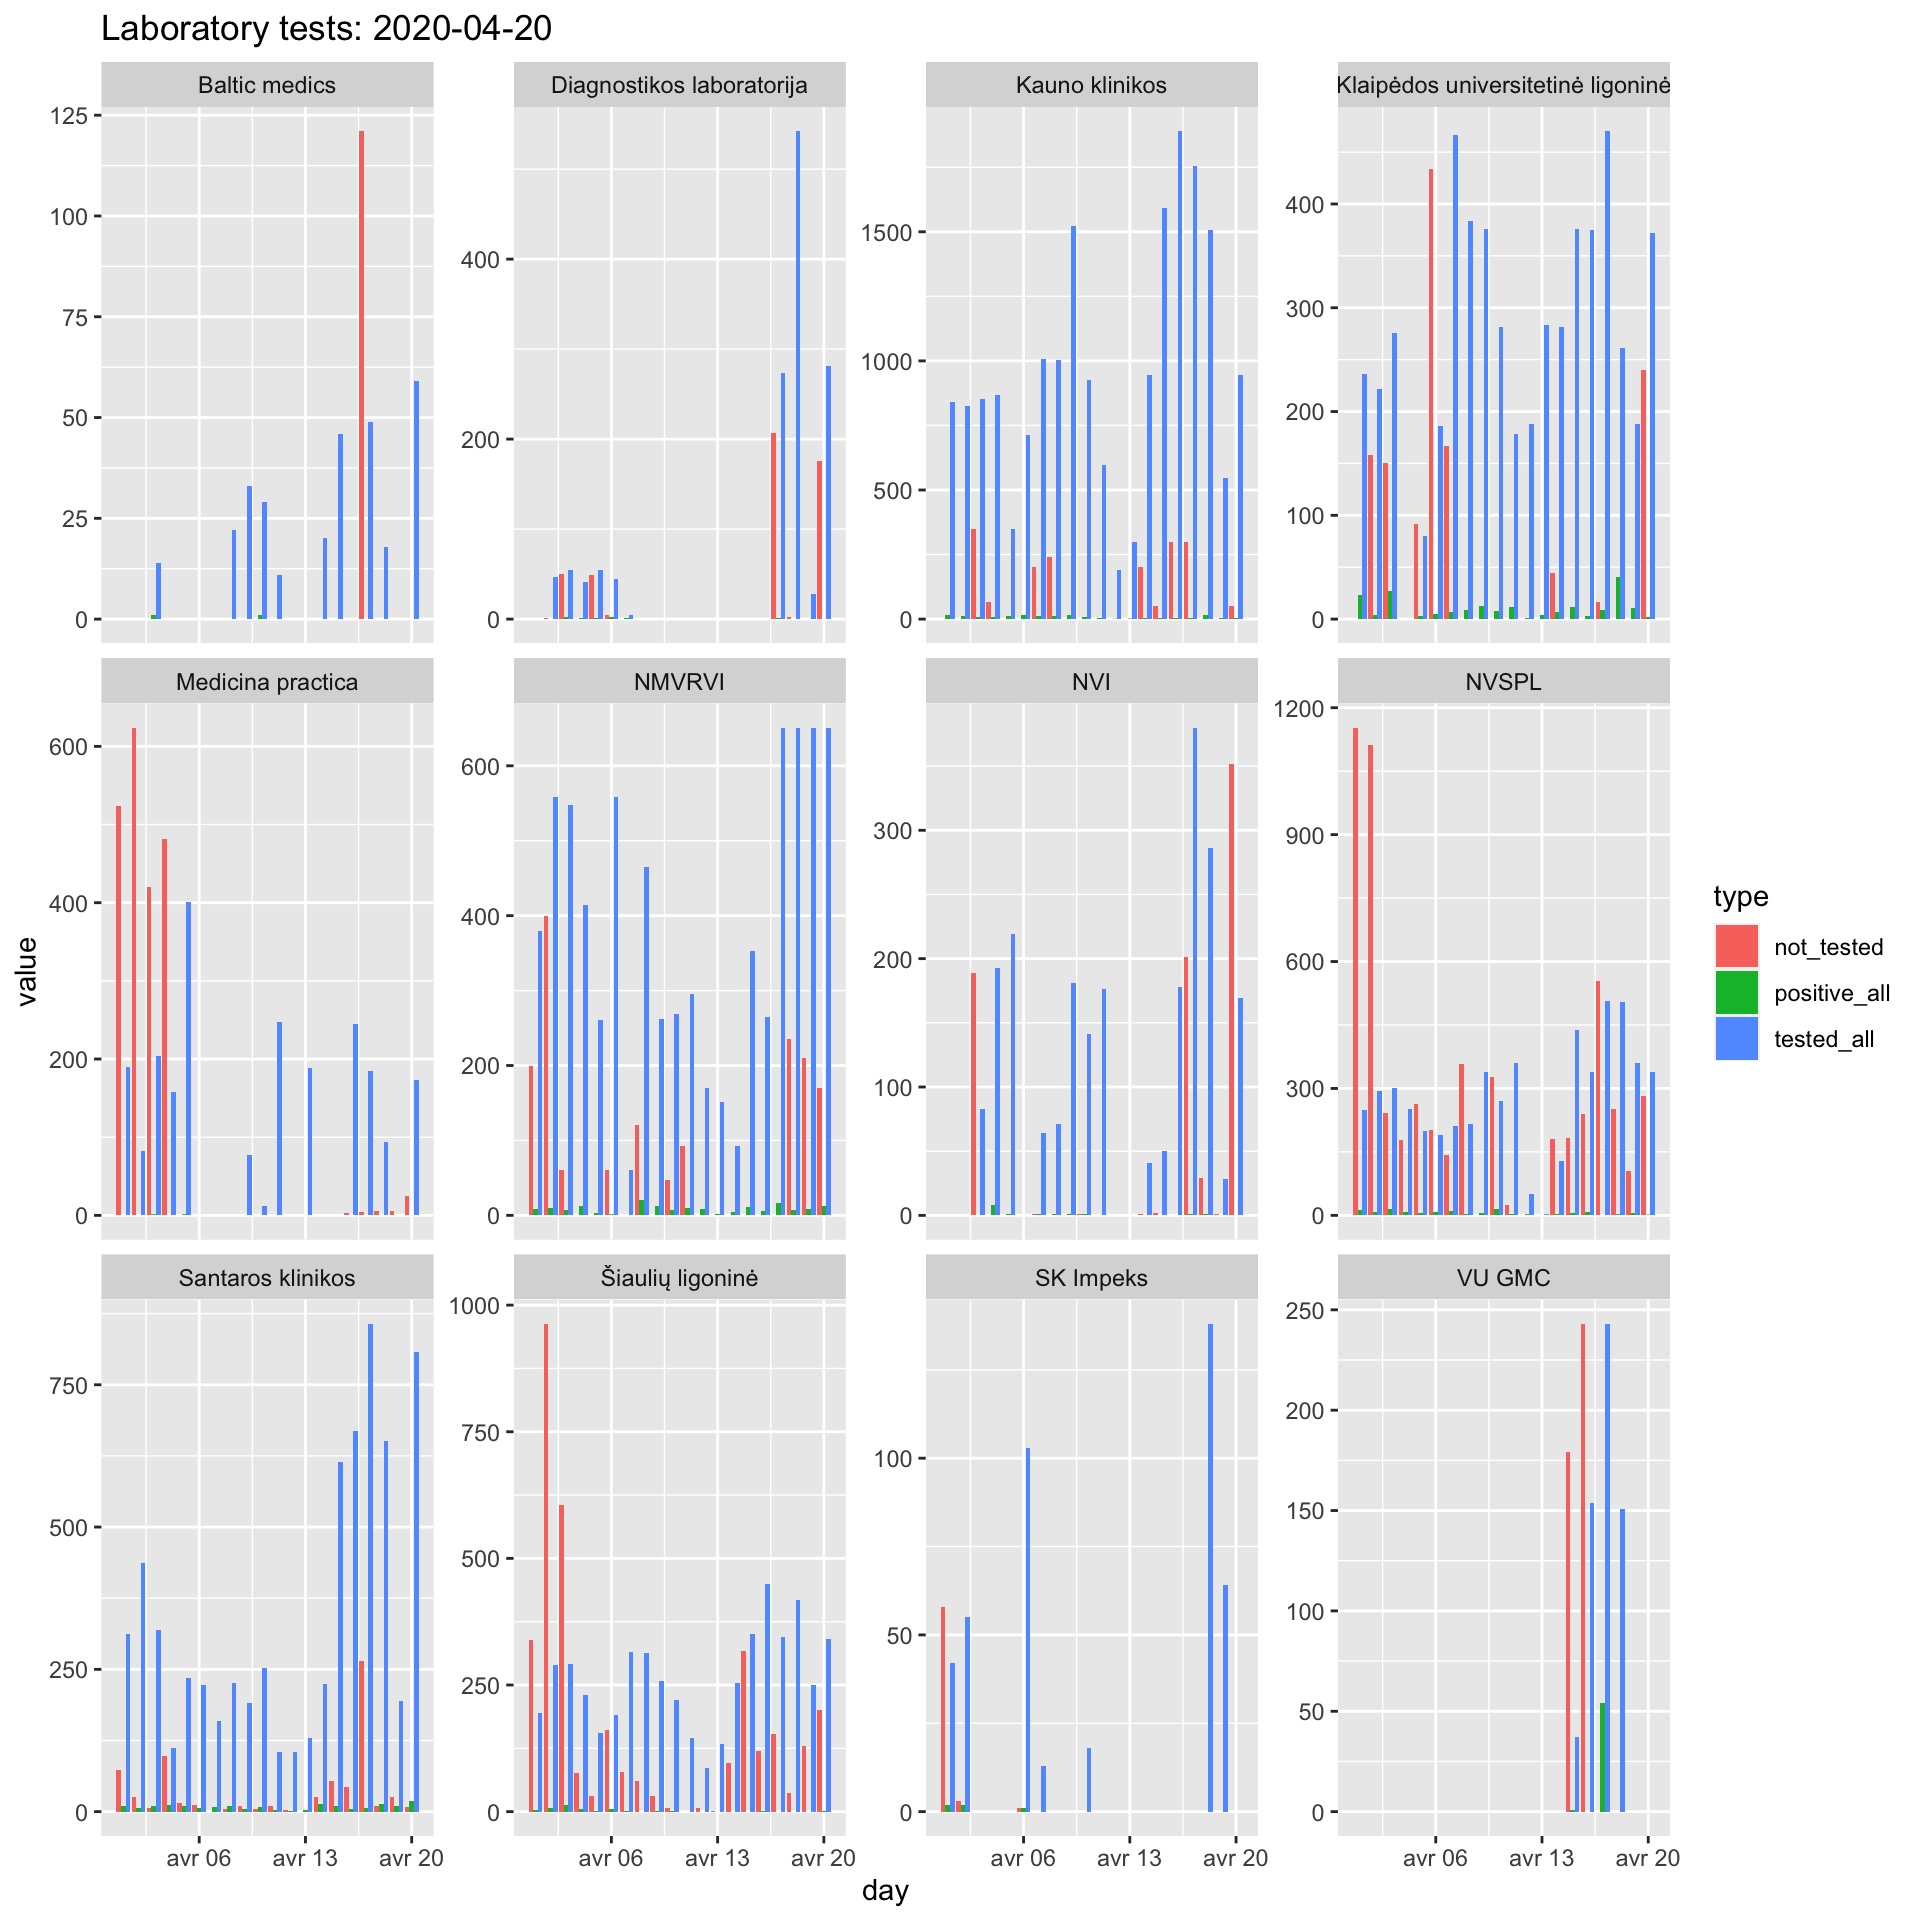 Laboratory tests: 2020-04-20
Baltic medics
Diagnostikos laboratorija
Kauno klinikos
Klaipėdos universitetinė ligoninė
125
100
75
50
25
0
400
200
0
1500
1000
500
0
400
300
200
100
0
Medicina practica
NMVRVI
NVI
NVSPL
600
400
200
0
600
400
200
0
300
200
100
0
1200
900
600
300
0
Santaros klinikos
Šiaulių ligoninė
SK Impeks
VU GMC
750
500
250
0
1000
750
500
250
0
100
50
0
250
200
150
100
50
0
avr 06 avr 13 avr 20
avr 06 avr 13 avr 20
avr 06 avr 13 avr 20
avr 06 avr 13 avr 20
day
value
type
not_tested
positive_all
tested_all